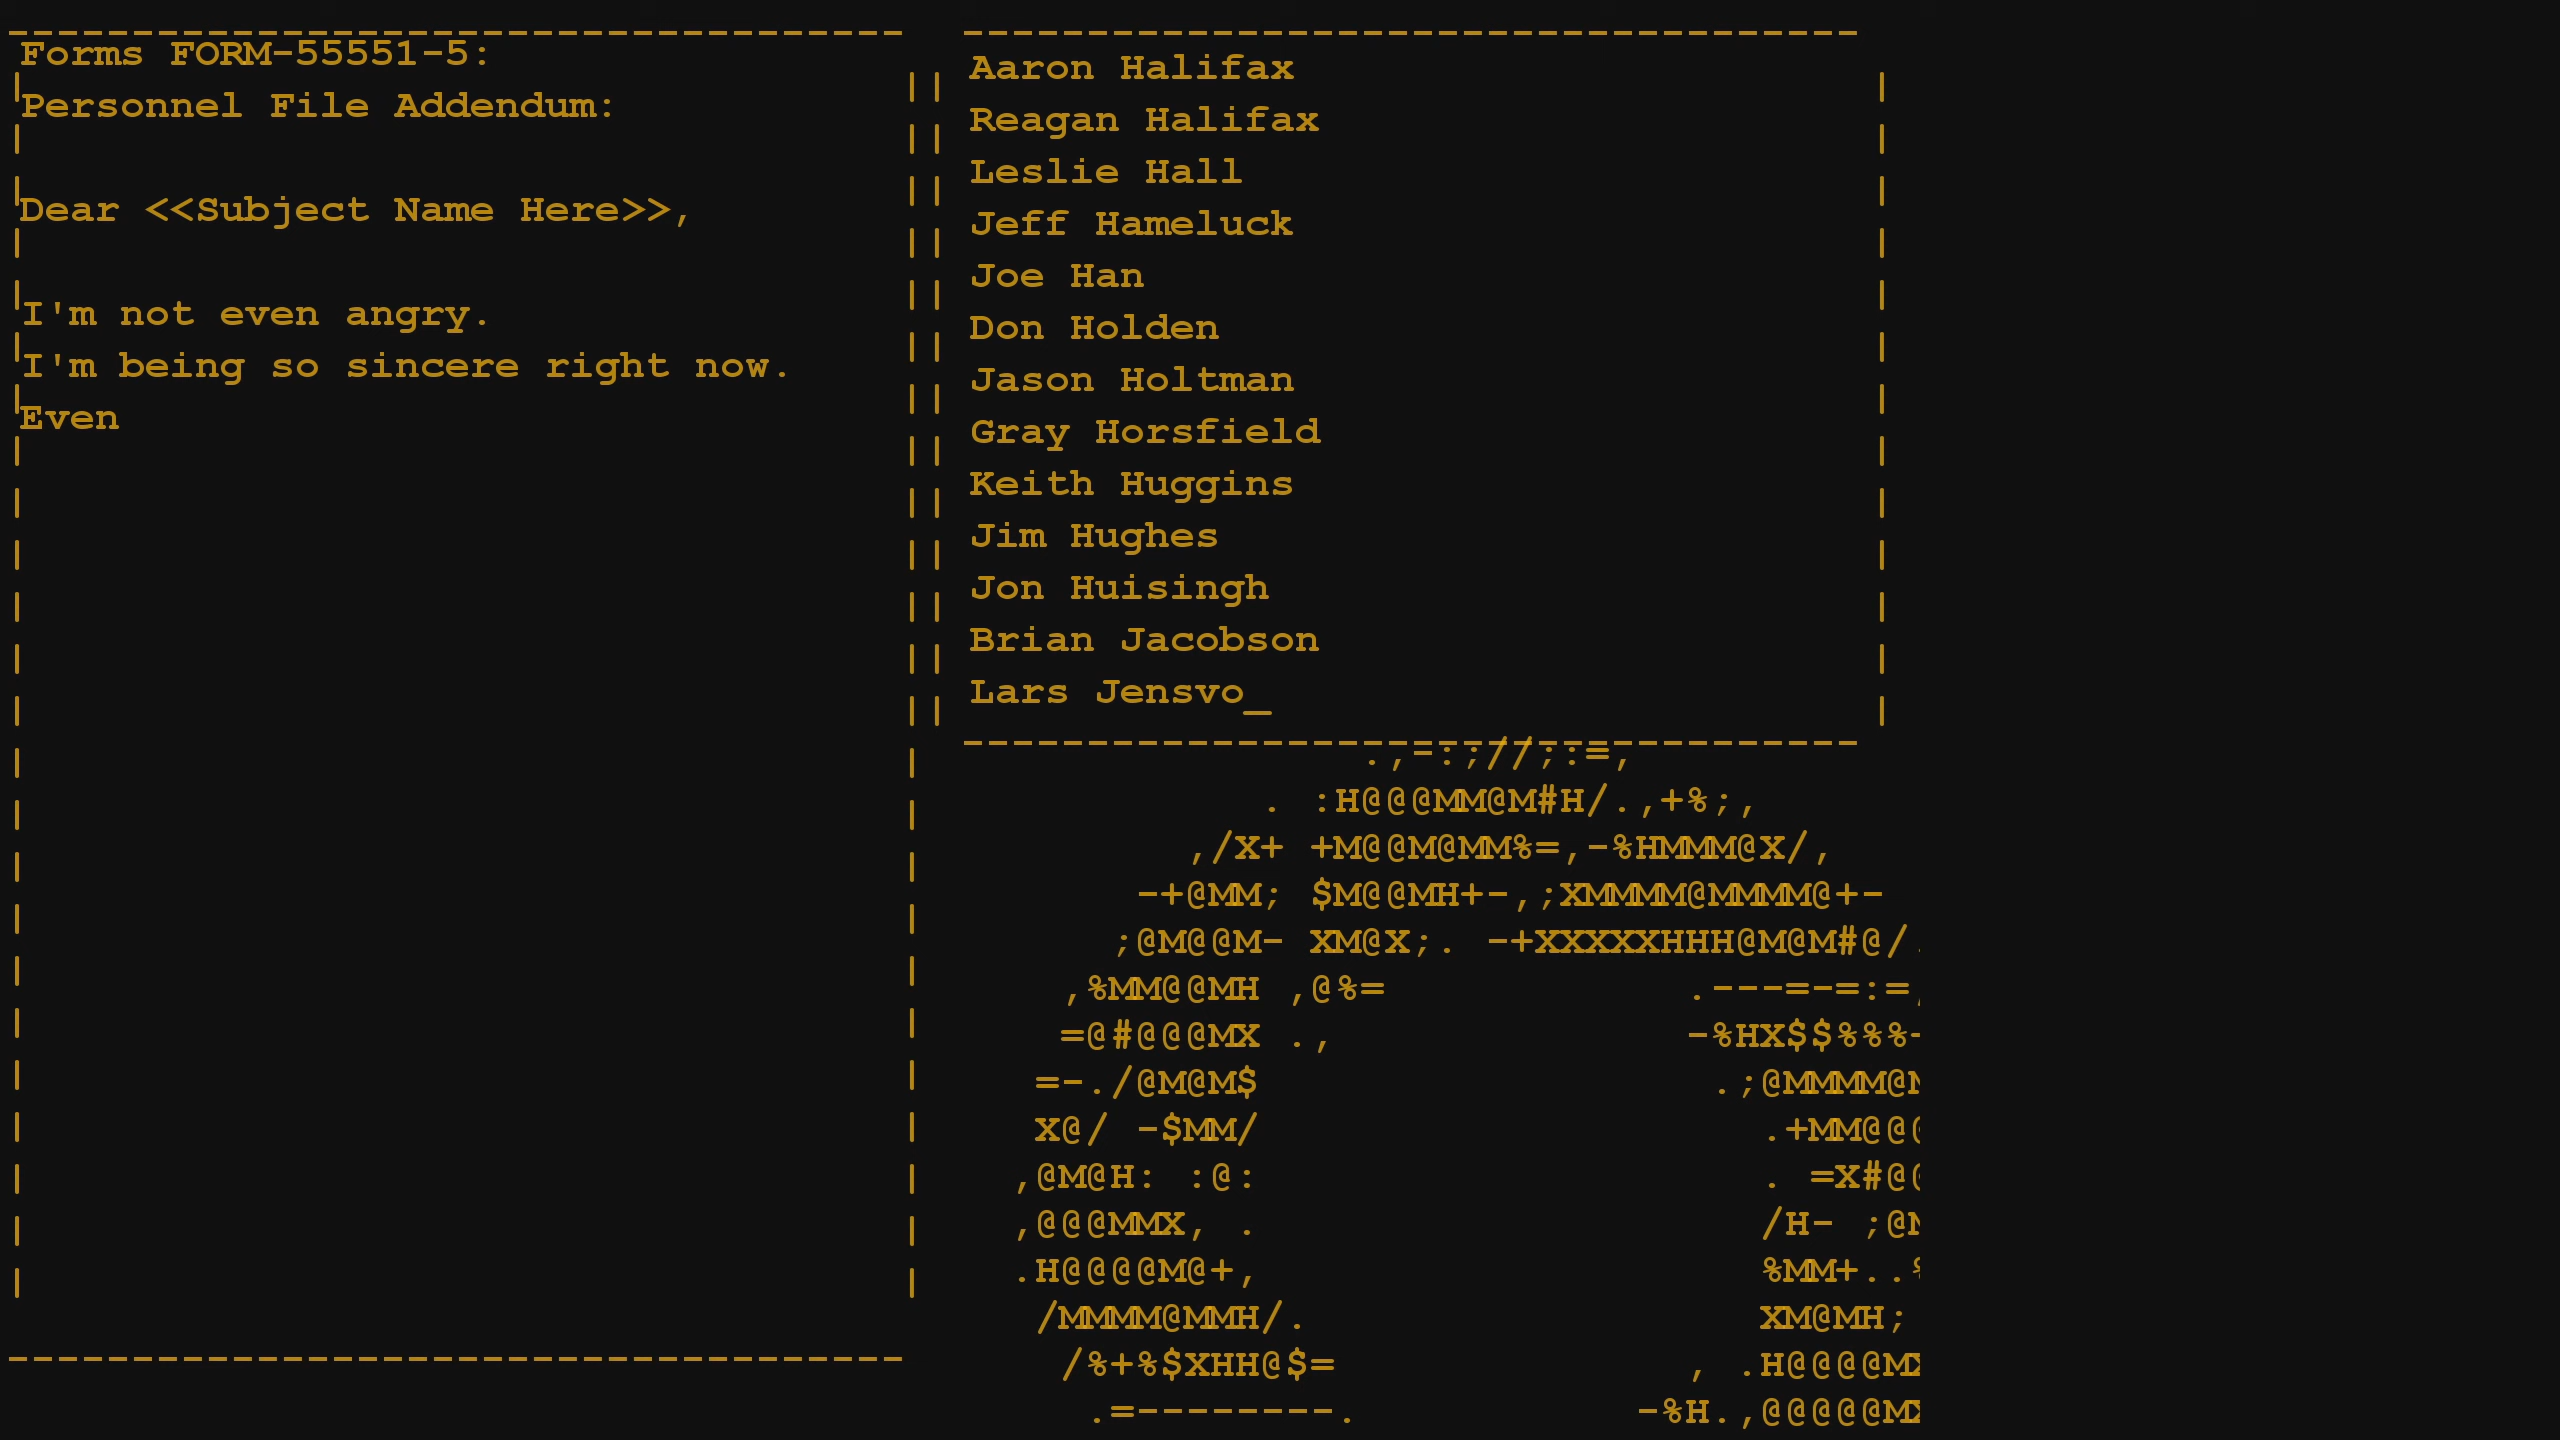 Forms FORM-55551-5:
Personnel File Addendum:
Dear <<Subject Name Here>>,
I'm not even angry.
I'm being so sincere right now.
Even
Aaron Halifax
Reagan Halifax
Leslie Hall
Jeff Hameluck
Joe Han
Don Holden
Jason Holtman
Gray Horsfield
Keith Huggins
Jim Hughes
Jon Huisingh
Brian Jacobson
Lars Jensvo_